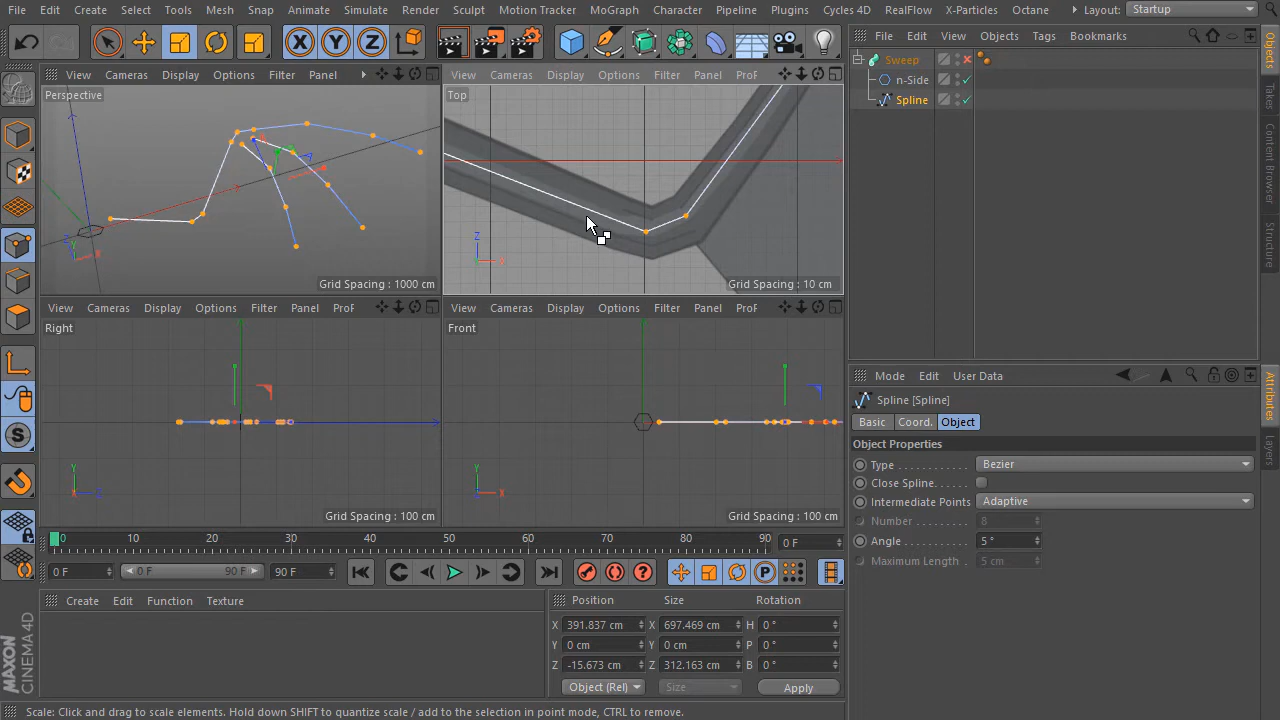 File Edit Create Select Tools Mesh Snap Animate Simulate Render Sculpt Motion Tracker MoGraph Character Pipeline Plugins Cycles 4D RealFlow X-Particles Octane Layout: Startup
X Y Z
File Edit View Objects Tags Bookmarks
View Cameras Display Options Filter Panel
View Cameras Display Options Filter Panel ProF
Perspective
Top
Sweep
n-Side
Spline
Objects
Takes
Grid Spacing : 1000 cm
Grid Spacing : 10 cm
View Cameras Display Options Filter Panel ProF
View Cameras Display Options Filter Panel ProF
Right
Front
Grid Spacing : 100 cm
Grid Spacing : 100 cm
Mode Edit User Data
Spline [Spline]
Basic Coord. Object
Object Properties
Type Bezier
Close Spline
Intermediate Points Adaptive
Number 8
Angle 5 °
Maximum Length 5 cm
Attributes
Layers
0 10 20 30 40 50 60 70 80 90 0 F
0 F 0 F 90 F 90 F
Create Edit Function Texture
Position Size Rotation
X 391.837 cm X 697.469 cm H 0 °
Y 0 cm Y 0 cm P 0 °
Z -15.673 cm Z 312.163 cm B 0 °
Object (Rel) Size Apply
MAXON CINEMA 4D
Scale: Click and drag to scale elements. Hold down SHIFT to quantize scale / add to the selection in point mode, CTRL to remove.